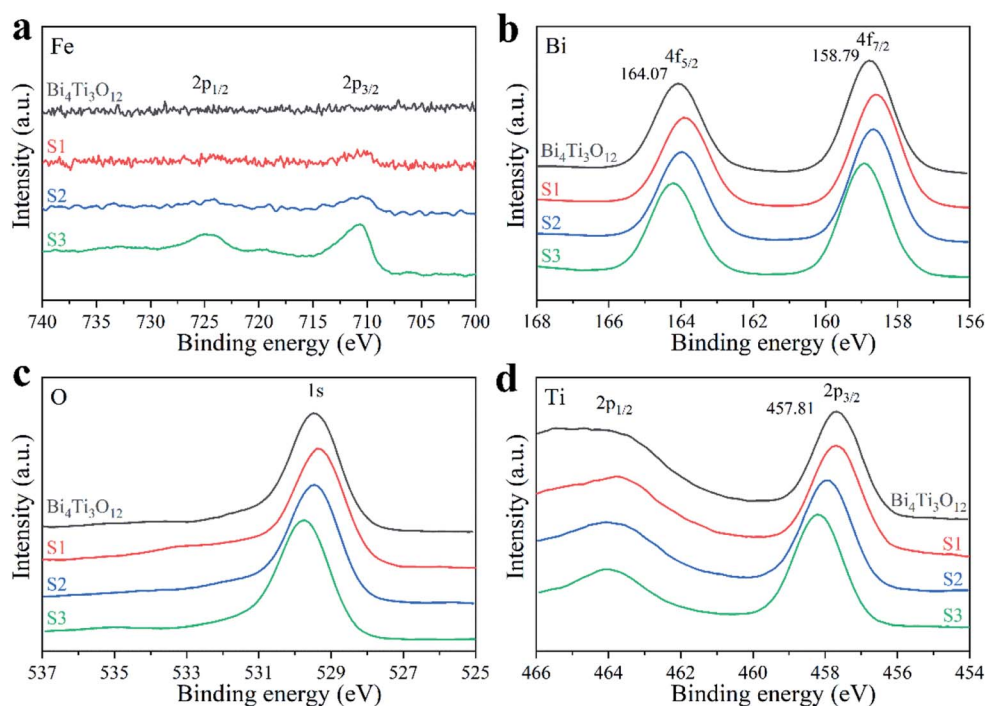 a
Fe
Bi₄Ti₃O₁₂
2p₁/₂
2p₃/₂
S1
S2
S3
Intensity (a.u.)
740 730 720 710 700
Binding energy (eV)
b
Bi
4f₅/₂
164.07
4f₇/₂
158.79
Bi₄Ti₃O₁₂
S1
S2
S3
Intensity (a.u.)
168 166 164 162 160 158 156
Binding energy (eV)
c
O
1s
Bi₄Ti₃O₁₂
S1
S2
S3
Intensity (a.u.)
537 535 533 531 529 527 525
Binding energy (eV)
d
Ti
2p₁/₂
2p₃/₂
457.81
Bi₄Ti₃O₁₂
S1
S2
S3
Intensity (a.u.)
466 464 462 460 458 456 454
Binding energy (eV)